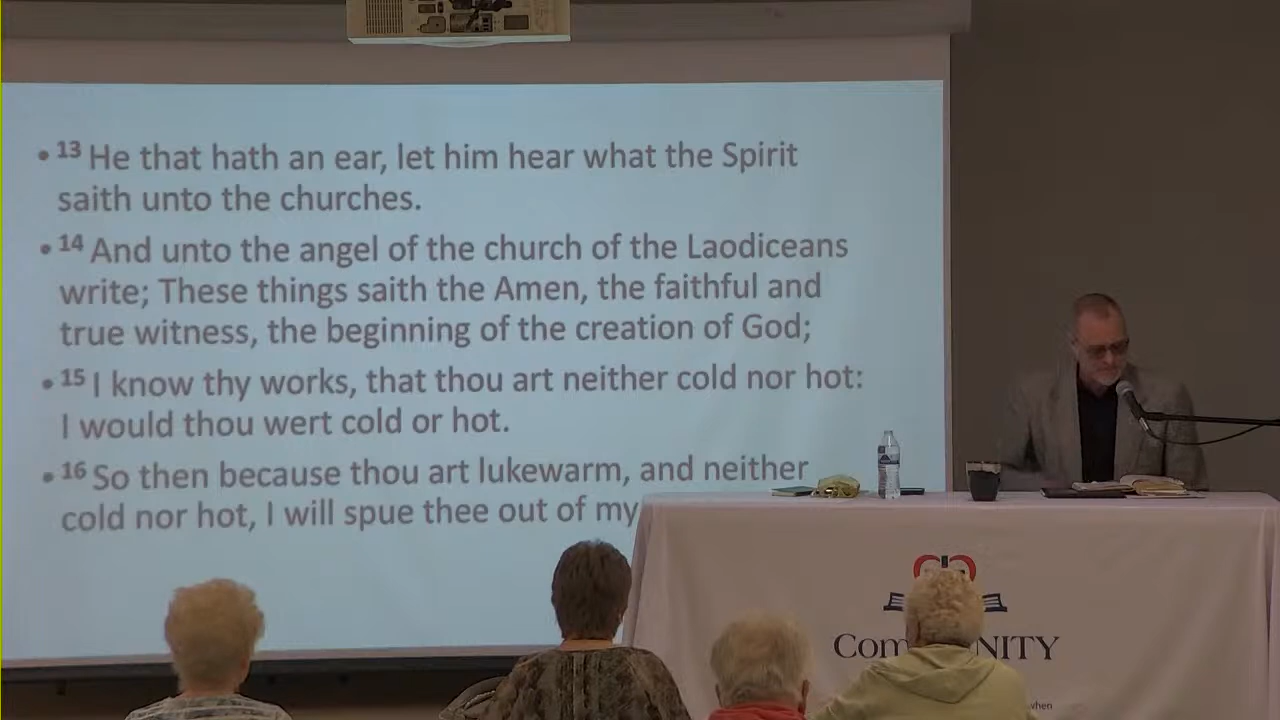 • 13 He that hath an ear, let him hear what the Spirit
saith unto the churches.
• 14 And unto the angel of the church of the Laodiceans
write; These things saith the Amen, the faithful and
true witness, the beginning of the creation of God;
• 15 I know thy works, that thou art neither cold nor hot:
I would thou wert cold or hot.
• 16 So then because thou art lukewarm, and neither
cold nor hot, I will spue thee out of my
Com NITY
when